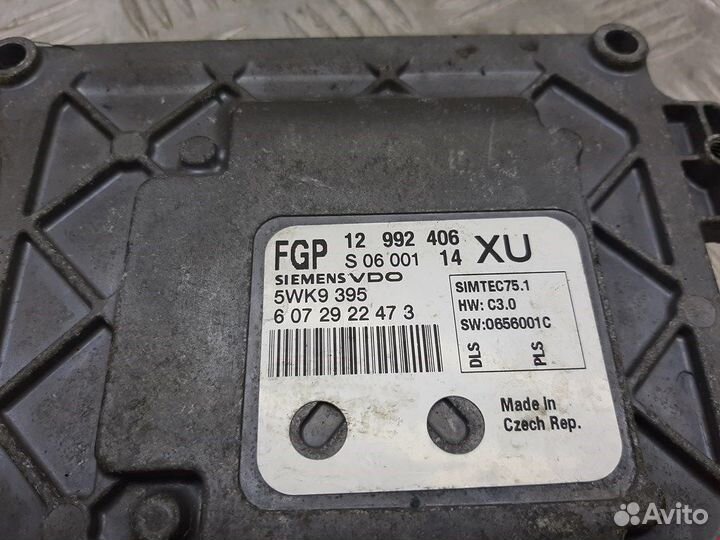 FGP 12 992 406 XU
S 06 001 14
SIEMENS VDO
5WK9 395
6 07 29 22 47 3
SIMTEC75.1
HW: C3.0
SW:0656001C
DLS
PLS
Made in
Czech Rep.
Avito